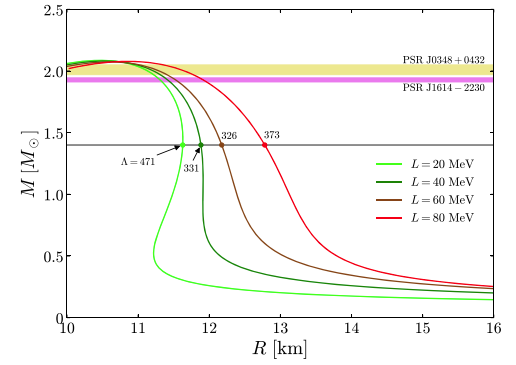 2.5
2.0
1.5
1.0
0.5
0
M [M⊙]
PSR J0348+0432
PSR J1614−2230
326
373
Λ=471
331
L=20 MeV
L=40 MeV
L=60 MeV
L=80 MeV
10 11 12 13 14 15 16
R [km]